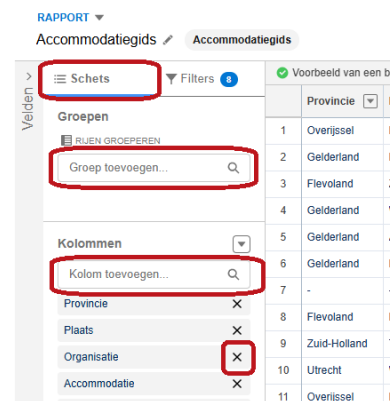 RAPPORT
Accommodatiegids Accommodatiegids
Velden
Schets Filters 8
Groepen
RIJEN GROEPEREN
Groep toevoegen...
Kolommen
Kolom toevoegen...
Provincie
Plaats
Organisatie
Accommodatie
Voorbeeld van een b
Provincie
1 Overijssel
2 Gelderland
3 Flevoland
4 Gelderland
5 Gelderland
6 Gelderland
7 -
8 Flevoland
9 Zuid-Holland
10 Utrecht
11 Overijssel